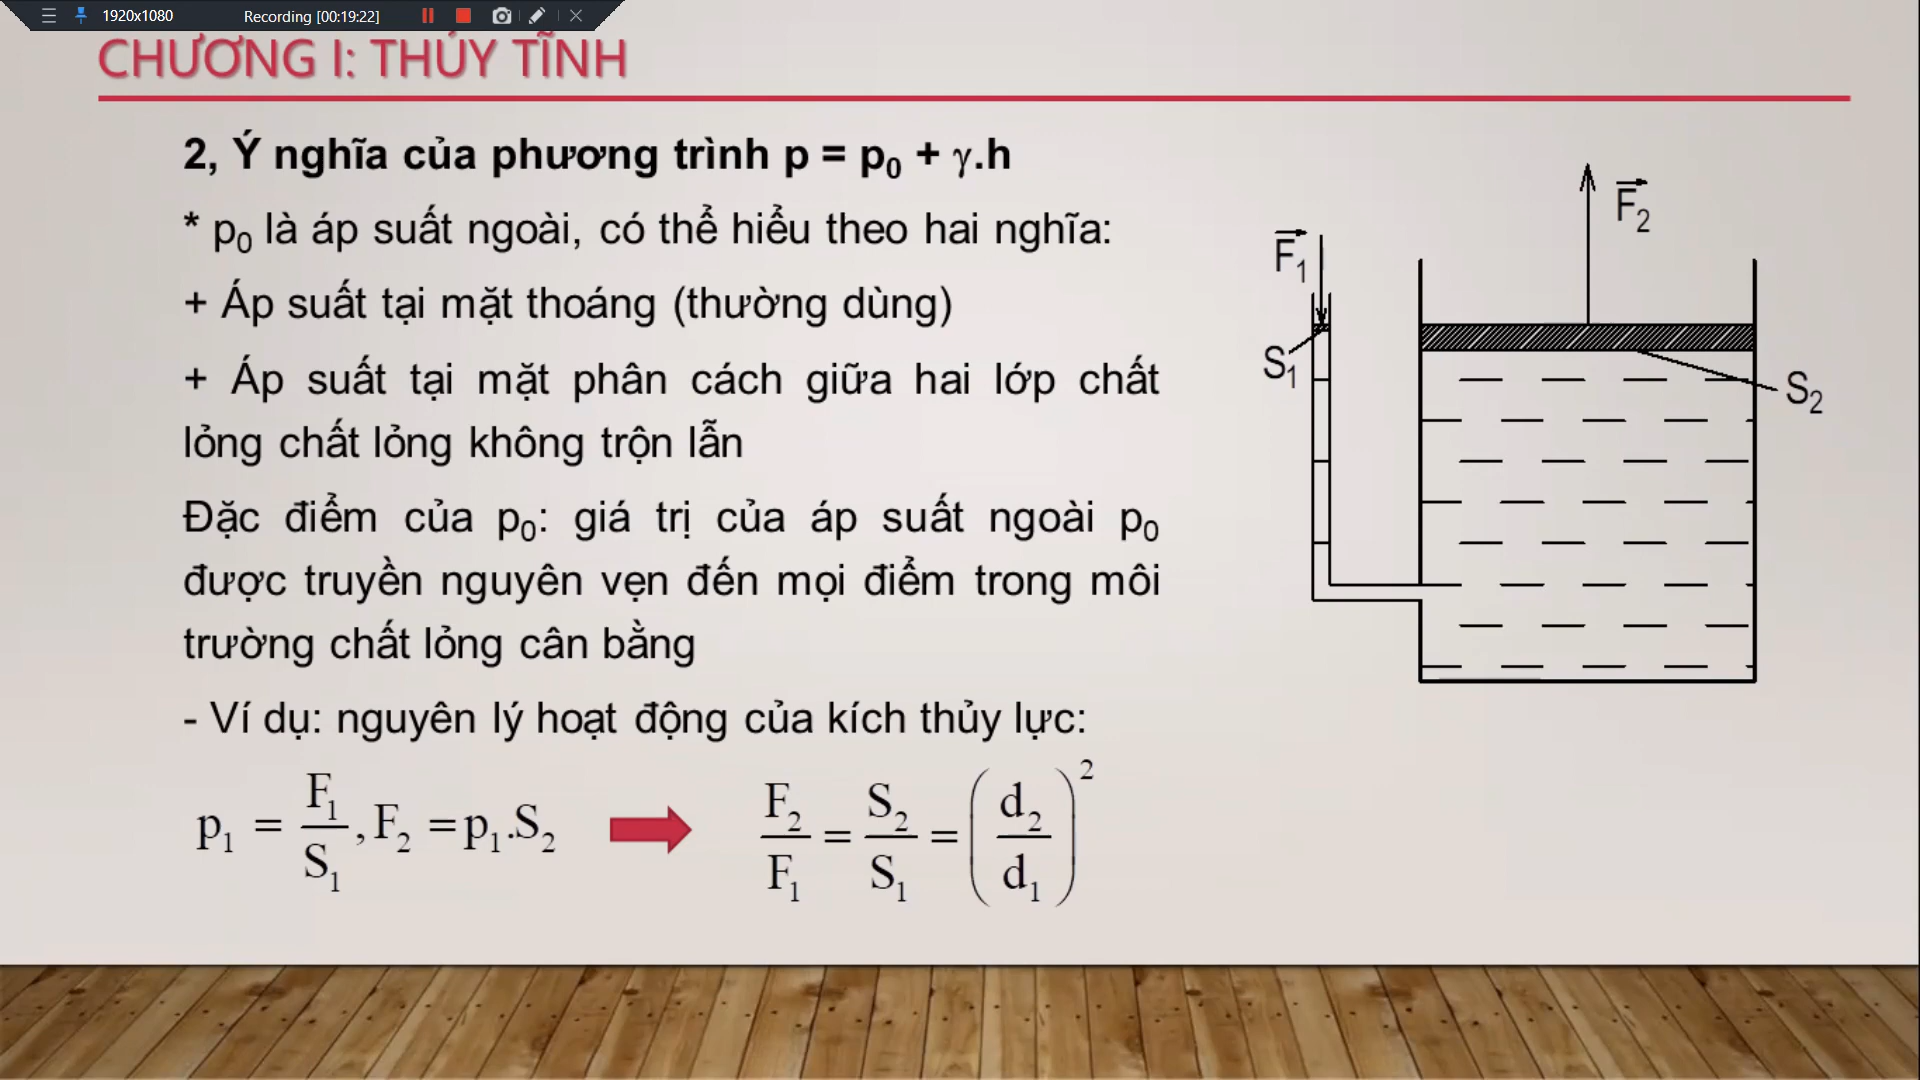 1920x1080 Recording [00:19:22]
CHƯƠNG I: THỦY TĨNH
2, Ý nghĩa của phương trình p = p₀ + γ.h
* p₀ là áp suất ngoài, có thể hiểu theo hai nghĩa:
+ Áp suất tại mặt thoáng (thường dùng)
+ Áp suất tại mặt phân cách giữa hai lớp chất
lỏng chất lỏng không trộn lẫn
Đặc điểm của p₀: giá trị của áp suất ngoài p₀
được truyền nguyên vẹn đến mọi điểm trong môi
trường chất lỏng cân bằng
- Ví dụ: nguyên lý hoạt động của kích thủy lực:
p₁ = F₁/S₁, F₂ = p₁.S₂
F₂/F₁ = S₂/S₁ = (d₂/d₁)²
F₁
F₂
S₁
S₂